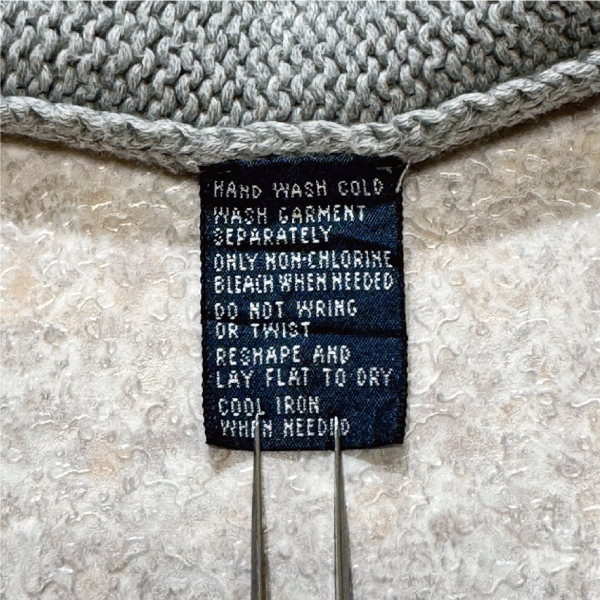 HAND WASH COLD
WASH GARMENT
SEPARATELY
ONLY NON-CHLORINE
BLEACH WHEN NEEDED
DO NOT WRING
OR TWIST
RESHAPE AND
LAY FLAT TO DRY
COOL IRON
WHEN NEEDED